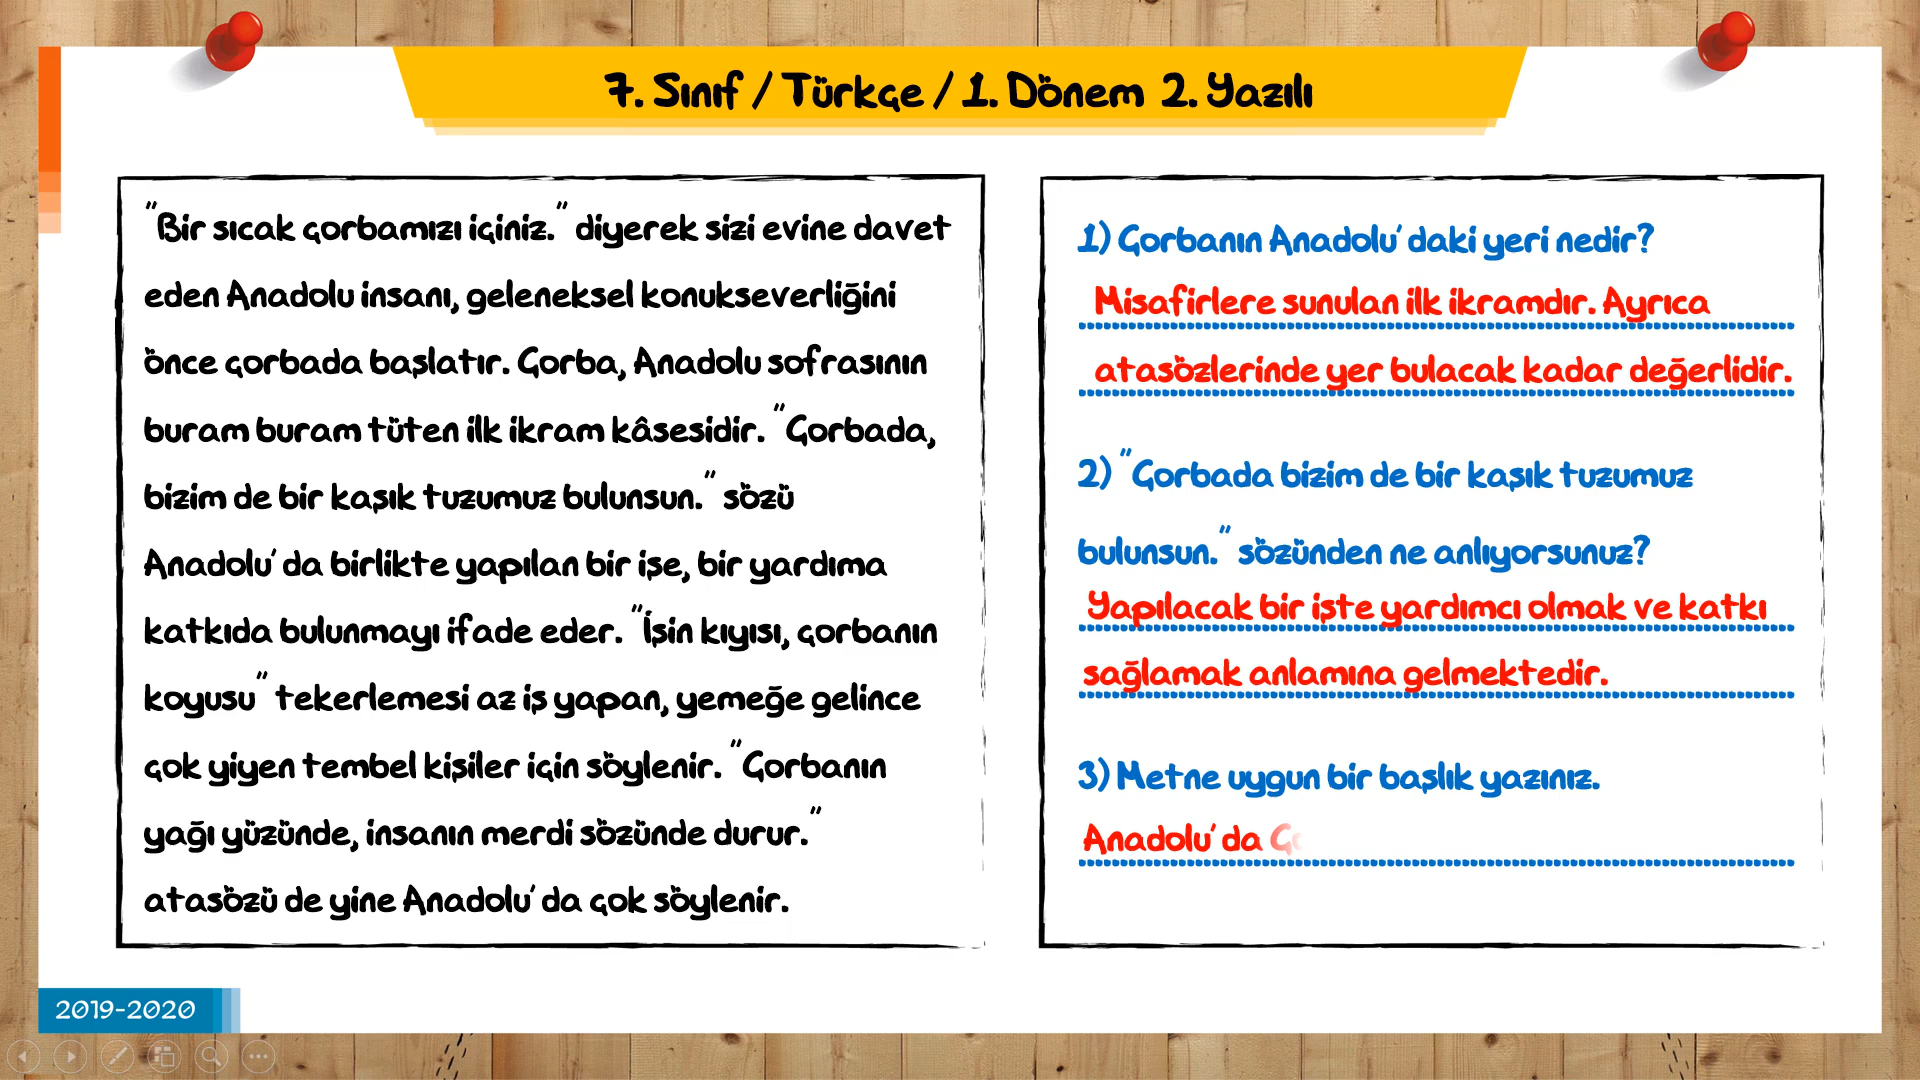 7. Sınıf / Türkçe / 1. Dönem 2. Yazılı
"Bir sıcak çorbamızı içiniz." diyerek sizi evine davet
eden Anadolu insanı, geleneksel konukseverliğini
önce çorbada başlatır. Çorba, Anadolu sofrasının
buram buram tüten ilk ikram kâsesidir. "Çorbada,
bizim de bir kaşık tuzumuz bulunsun." sözü
Anadolu'da birlikte yapılan bir işe, bir yardıma
katkıda bulunmayı ifade eder. "İşin kıyısı, çorbanın
koyusu" tekerlemesi az iş yapan, yemeğe gelince
çok yiyen tembel kişiler için söylenir. "Çorbanın
yağı yüzünde, insanın merdi sözünde durur."
atasözü de yine Anadolu'da çok söylenir.
1) Çorbanın Anadolu'daki yeri nedir?
Misafirlere sunulan ilk ikramdır. Ayrıca
atasözlerinde yer bulacak kadar değerlidir.
2) "Çorbada bizim de bir kaşık tuzumuz
bulunsun." sözünden ne anlıyorsunuz?
Yapılacak bir işte yardımcı olmak ve katkı
sağlamak anlamına gelmektedir.
3) Metne uygun bir başlık yazınız.
Anadolu'da
2019-2020